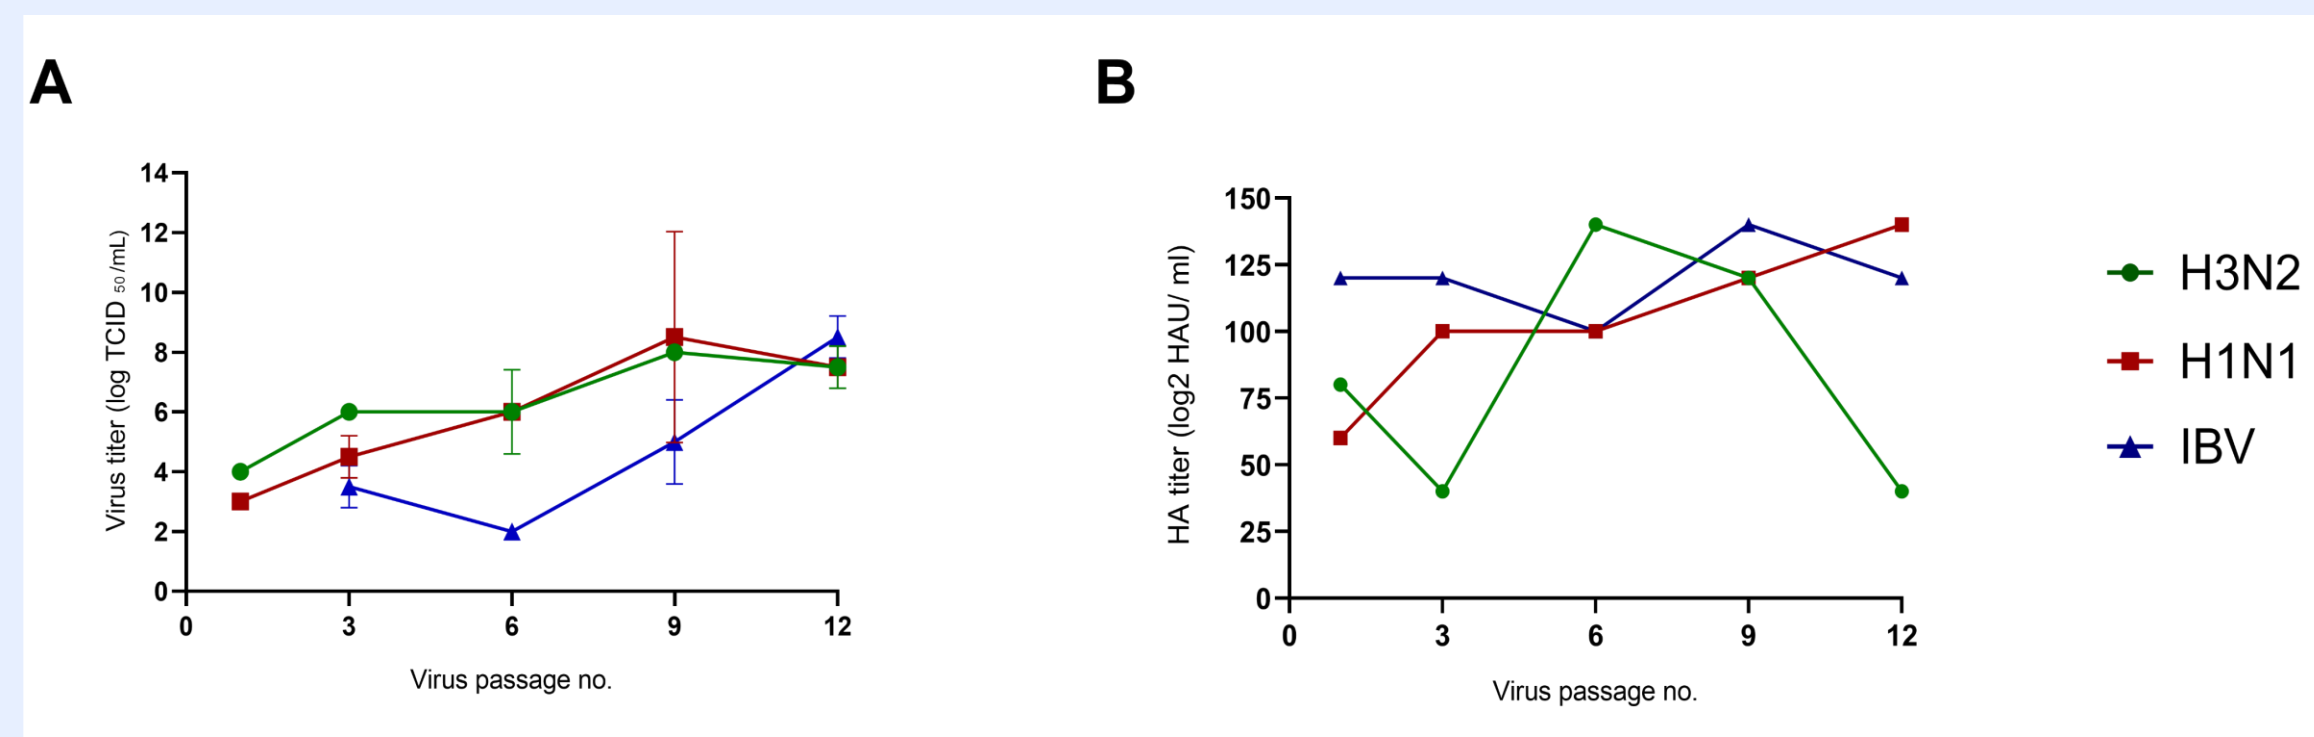 A
14
12
10
8
6
4
2
0
Virus titer (log TCID 50 /mL)
0 3 6 9 12
Virus passage no.
B
150
125
100
75
50
25
0
HA titer (log2 HAU/ ml)
0 3 6 9 12
Virus passage no.
H3N2
H1N1
IBV